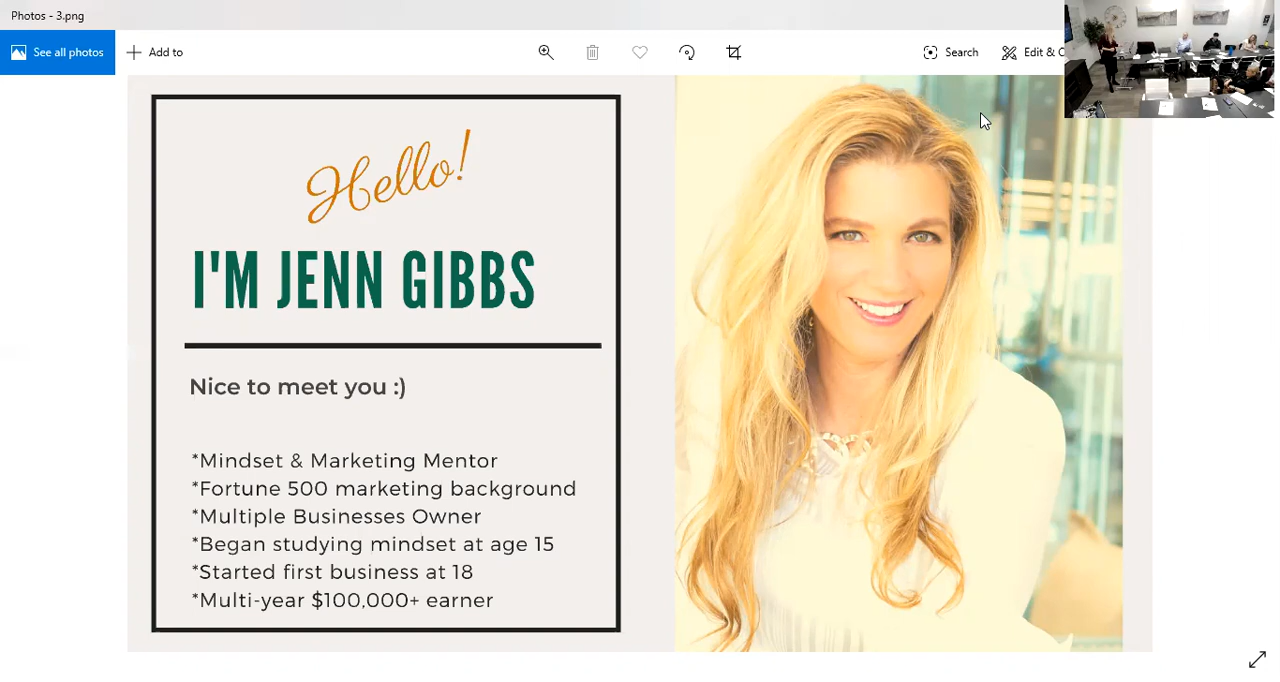 Photos - 3.png
See all photos
Add to
Search
Edit & C
Hello!
I'M JENN GIBBS
Nice to meet you :)
*Mindset & Marketing Mentor
*Fortune 500 marketing background
*Multiple Businesses Owner
*Began studying mindset at age 15
*Started first business at 18
*Multi-year $100,000+ earner